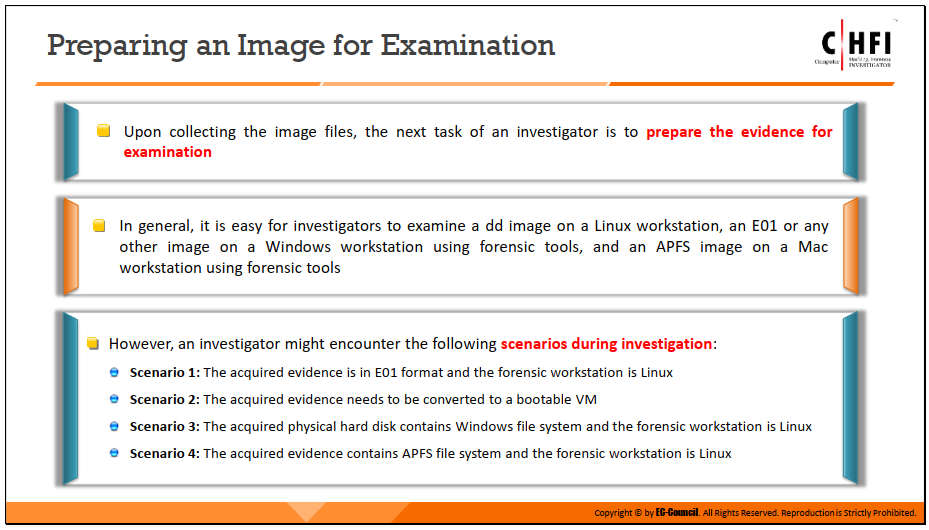 Preparing an Image for Examination
CHFI
Computer Hacking Forensic
INVESTIGATOR
Upon collecting the image files, the next task of an investigator is to prepare the evidence for
examination
In general, it is easy for investigators to examine a dd image on a Linux workstation, an E01 or any
other image on a Windows workstation using forensic tools, and an APFS image on a Mac
workstation using forensic tools
However, an investigator might encounter the following scenarios during investigation:
Scenario 1: The acquired evidence is in E01 format and the forensic workstation is Linux
Scenario 2: The acquired evidence needs to be converted to a bootable VM
Scenario 3: The acquired physical hard disk contains Windows file system and the forensic workstation is Linux
Scenario 4: The acquired evidence contains APFS file system and the forensic workstation is Linux
Copyright © by EC-Council. All Rights Reserved. Reproduction is Strictly Prohibited.